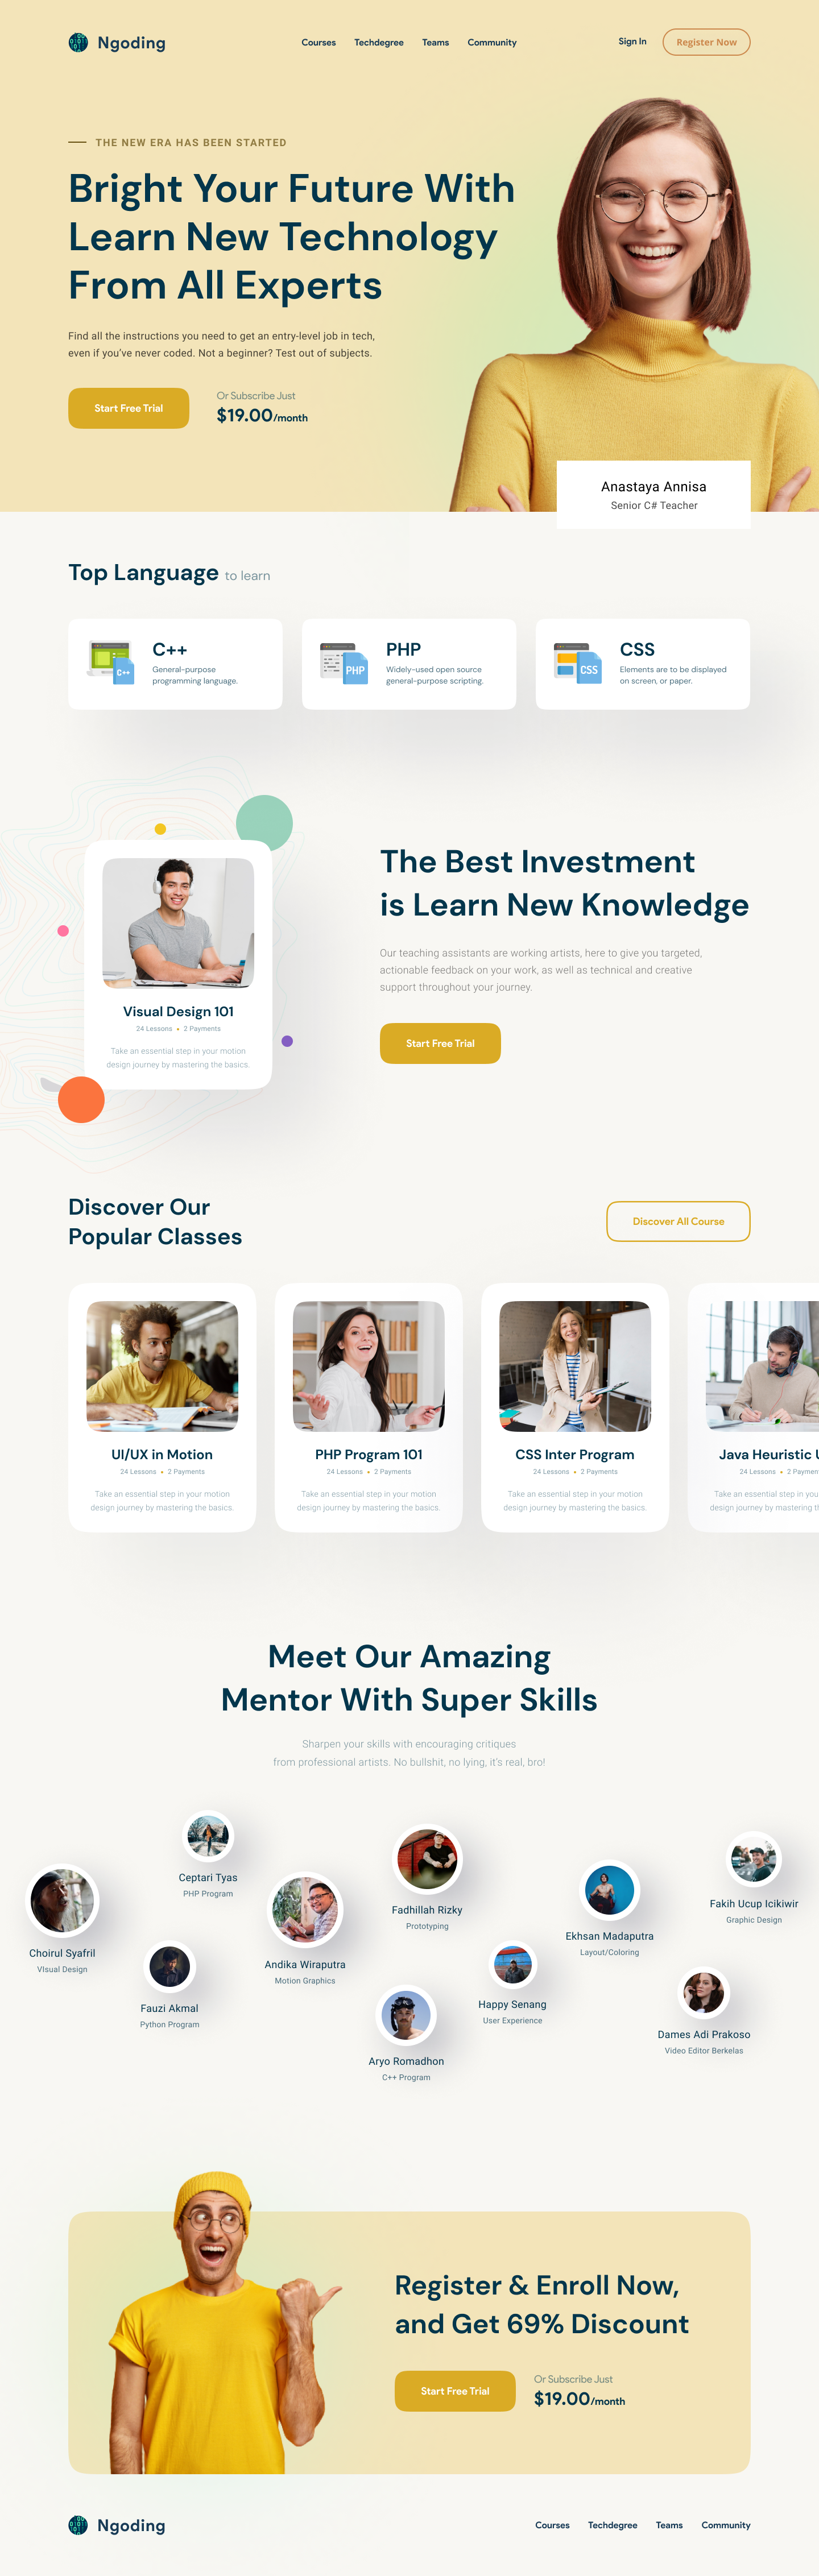 Ngoding
Courses Techdegree Teams Community
Sign In Register Now
THE NEW ERA HAS BEEN STARTED
Bright Your Future With
Learn New Technology
From All Experts
Find all the instructions you need to get an entry-level job in tech,
even if you've never coded. Not a beginner? Test out of subjects.
Start Free Trial
Or Subscribe Just
$19.00/month
Anastaya Annisa
Senior C# Teacher
Top Language to learn
C++
C++
General-purpose
programming language.
PHP
PHP
Widely-used open source
general-purpose scripting.
CSS
CSS
Elements are to be displayed
on screen, or paper.
Visual Design 101
24 Lessons • 2 Payments
Take an essential step in your motion
design journey by mastering the basics.
The Best Investment
is Learn New Knowledge
Our teaching assistants are working artists, here to give you targeted,
actionable feedback on your work, as well as technical and creative
support throughout your journey.
Start Free Trial
Discover Our
Popular Classes
Discover All Course
UI/UX in Motion
24 Lessons • 2 Payments
Take an essential step in your motion
design journey by mastering the basics.
PHP Program 101
24 Lessons • 2 Payments
Take an essential step in your motion
design journey by mastering the basics.
CSS Inter Program
24 Lessons • 2 Payments
Take an essential step in your motion
design journey by mastering the basics.
Java Heuristic U
24 Lessons • 2 Paymen
Take an essential step in you
design journey by mastering t
Meet Our Amazing
Mentor With Super Skills
Sharpen your skills with encouraging critiques
from professional artists. No bullshit, no lying, it's real, bro!
Choirul Syafril
VIsual Design
Ceptari Tyas
PHP Program
Fauzi Akmal
Python Program
Andika Wiraputra
Motion Graphics
Fadhillah Rizky
Prototyping
Aryo Romadhon
C++ Program
Happy Senang
User Experience
Ekhsan Madaputra
Layout/Coloring
Fakih Ucup Icikiwir
Graphic Design
Dames Adi Prakoso
Video Editor Berkelas
Register & Enroll Now,
and Get 69% Discount
Start Free Trial
Or Subscribe Just
$19.00/month
Ngoding
Courses Techdegree Teams Community